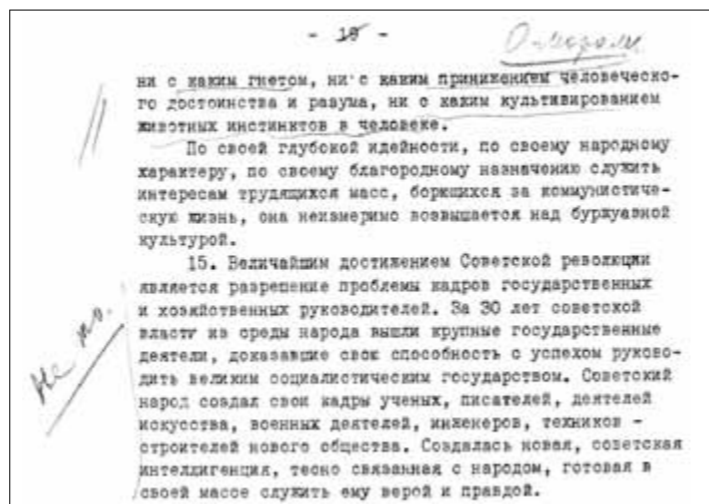 - 18 -
О морали
ни с каким гнетом, ни с каким принижением человеческо-
го достоинства и разума, ни с каким культивированием
животных инстинктов в человеке.
По своей глубокой идейности, по своему народному
характеру, по своему благородному назначению служить
интересам трудящихся масс, борющихся за коммунистиче-
скую жизнь, она неизмеримо возвышается над буржуазной
культурой.
15. Величайшим достижением Советской революции
является разрешение проблемы кадров государственных
и хозяйственных руководителей. За 30 лет советской
власти из среды народа вышли крупные государственные
деятели, доказавшие свою способность с успехом руково-
дить великим социалистическим государством. Советский
народ создал свои кадры ученых, писателей, деятелей
искусства, военных деятелей, инженеров, техников -
строителей нового общества. Создалась новая, советская
интеллигенция, тесно связанная с народом, готовая в
своей массе служить ему верой и правдой.
Не то.